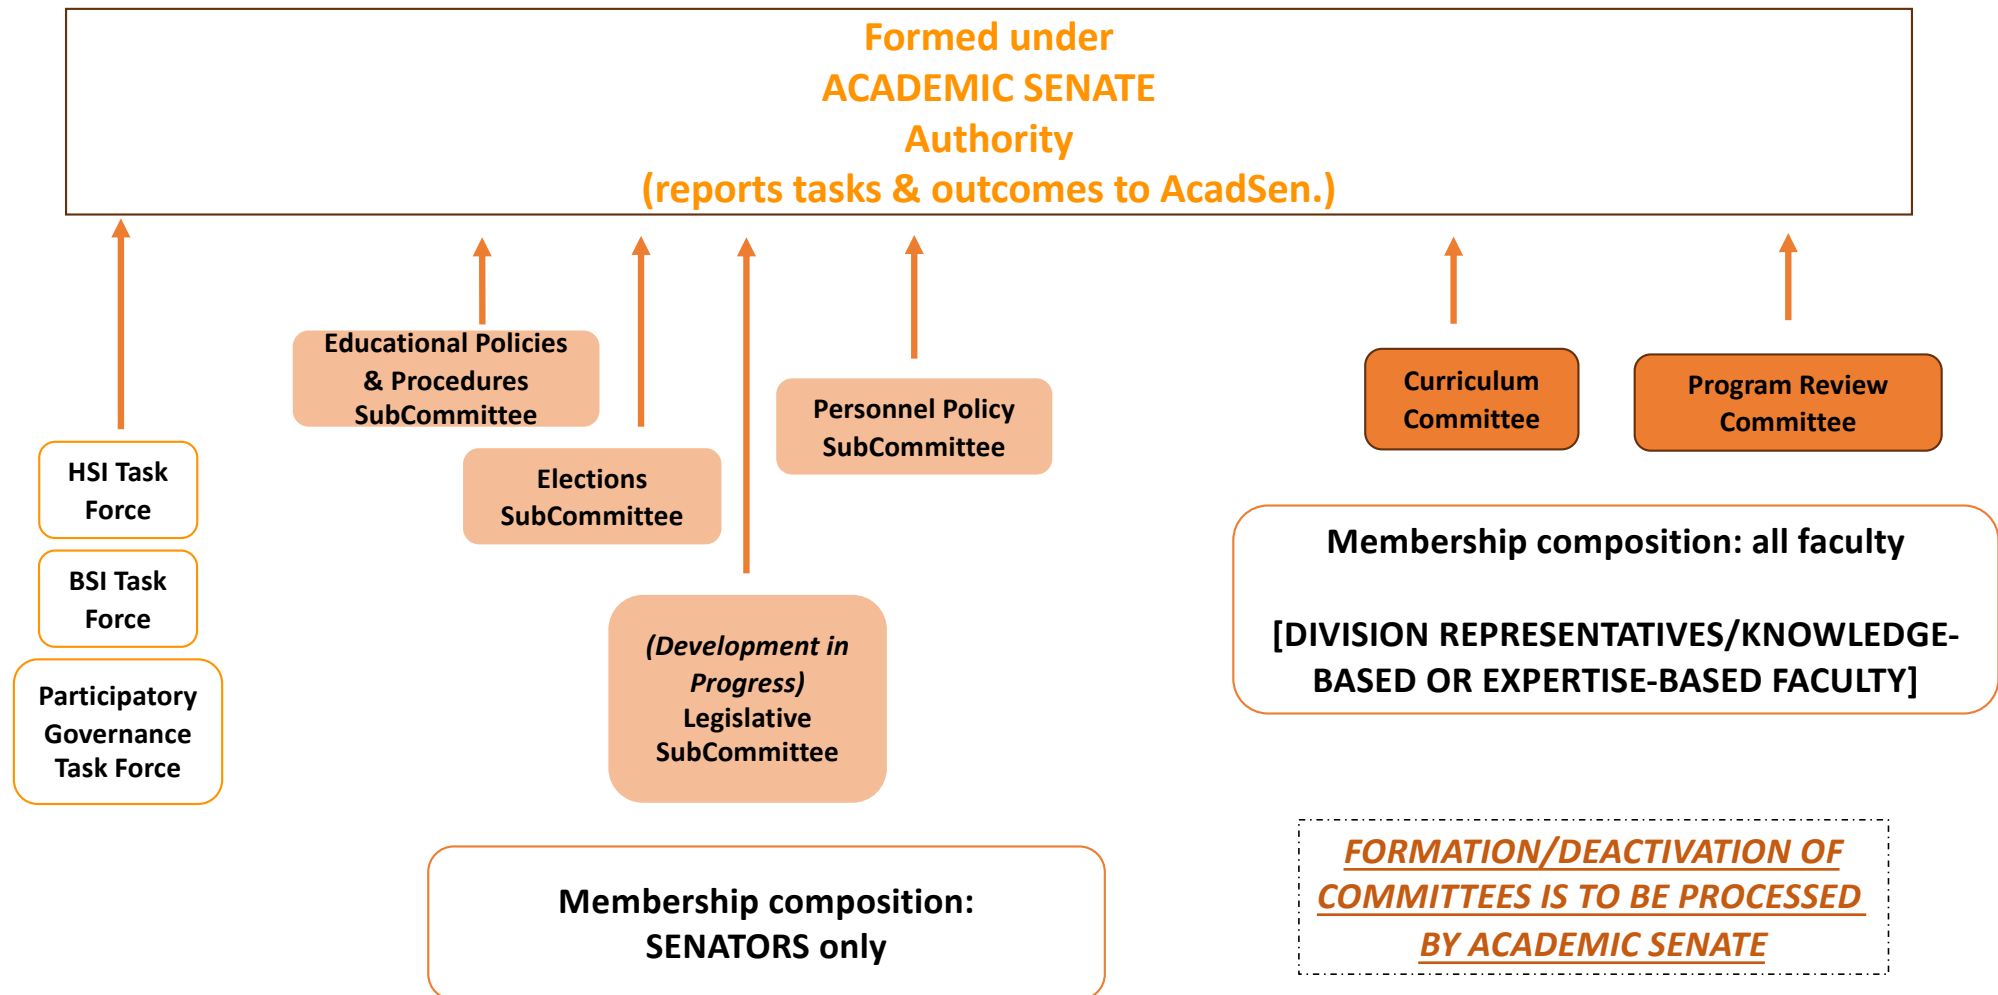 Formed under
ACADEMIC SENATE
Authority
(reports tasks & outcomes to AcadSen.)
Educational Policies
& Procedures
SubCommittee
Personnel Policy
SubCommittee
Curriculum
Committee
Program Review
Committee
HSI Task
Force
Elections
SubCommittee
BSI Task
Force
Membership composition: all faculty
[DIVISION REPRESENTATIVES/KNOWLEDGE-
BASED OR EXPERTISE-BASED FACULTY]
Participatory
Governance
Task Force
(Development in
Progress)
Legislative
SubCommittee
Membership composition:
SENATORS only
FORMATION/DEACTIVATION OF
COMMITTEES IS TO BE PROCESSED
BY ACADEMIC SENATE